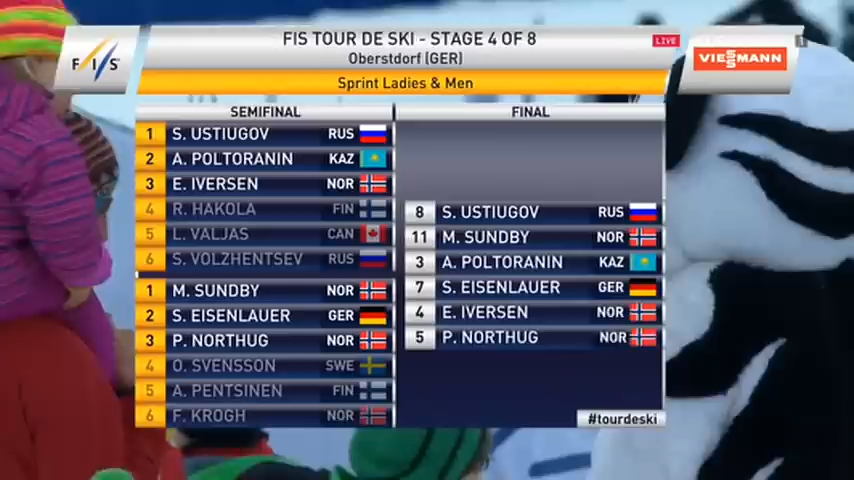 FIS TOUR DE SKI - STAGE 4 OF 8
LIVE
1
FIS
Oberstdorf (GER)
VIESSMANN
Sprint Ladies & Men
SEMIFINAL
1 S. USTIUGOV RUS
2 A. POLTORANIN KAZ
3 E. IVERSEN NOR
4 R. HAKOLA FIN
5 L. VALJAS CAN
6 S. VOLZHENTSEV RUS
1 M. SUNDBY NOR
2 S. EISENLAUER GER
3 P. NORTHUG NOR
4 O. SVENSSON SWE
5 A. PENTSINEN FIN
6 F. KROGH NOR
FINAL
8 S. USTIUGOV RUS
11 M. SUNDBY NOR
3 A. POLTORANIN KAZ
7 S. EISENLAUER GER
4 E. IVERSEN NOR
5 P. NORTHUG NOR
#tourdeski